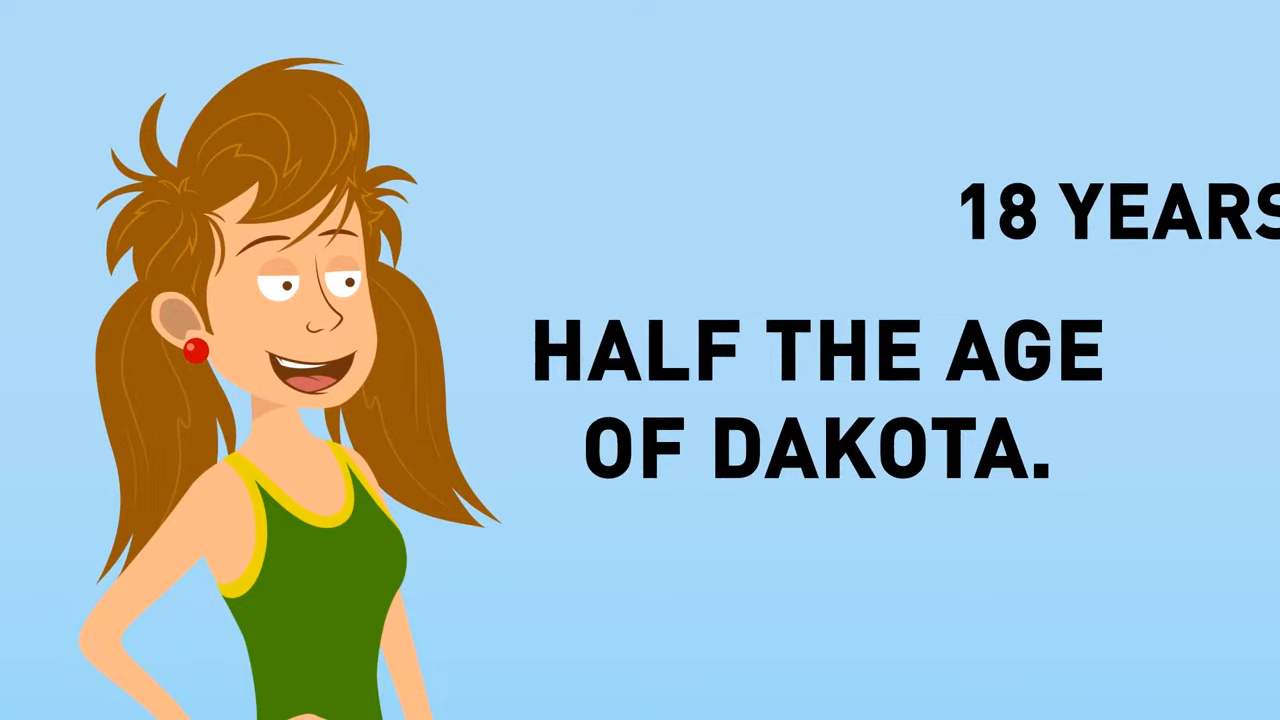 18 YEARS
HALF THE AGE
OF DAKOTA.